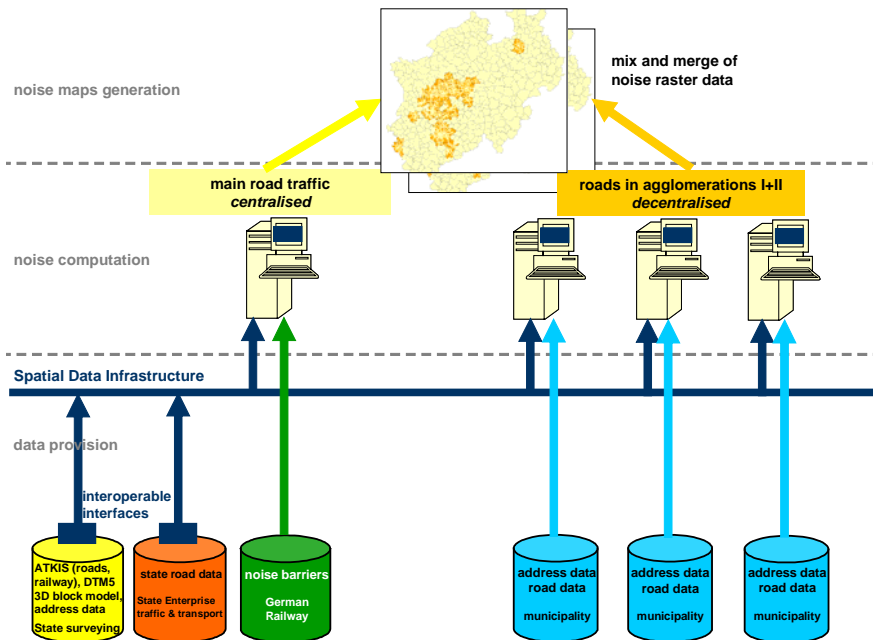 noise maps generation
mix and merge of
noise raster data
main road traffic
centralised
roads in agglomerations I+II
decentralised
noise computation
Spatial Data Infrastructure
data provision
interoperable
interfaces
ATKIS (roads,
railway), DTM5
3D block model,
address data
State surveying
state road data
State Enterprise
traffic & transport
noise barriers
German
Railway
address data
road data
municipality
address data
road data
municipality
address data
road data
municipality